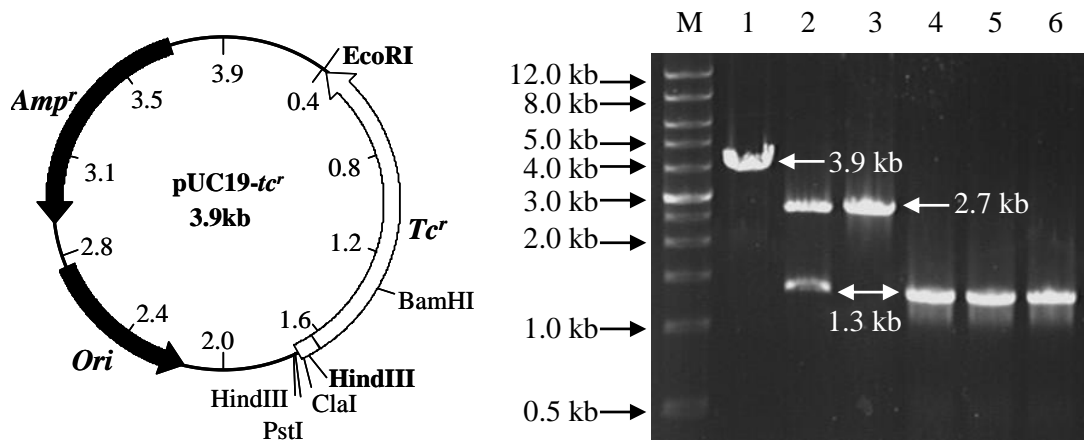 3.9
EcoRI
0.4
3.5
Ampʳ
3.1
0.8
pUC19-tcʳ
3.9kb
Tcʳ
2.8
1.2
BamHI
2.4
1.6
Ori
2.0
HindIII
HindIII
ClaI
PstI
M 1 2 3 4 5 6
12.0 kb
8.0 kb
5.0 kb
4.0 kb
3.0 kb
2.0 kb
1.0 kb
0.5 kb
3.9 kb
2.7 kb
1.3 kb